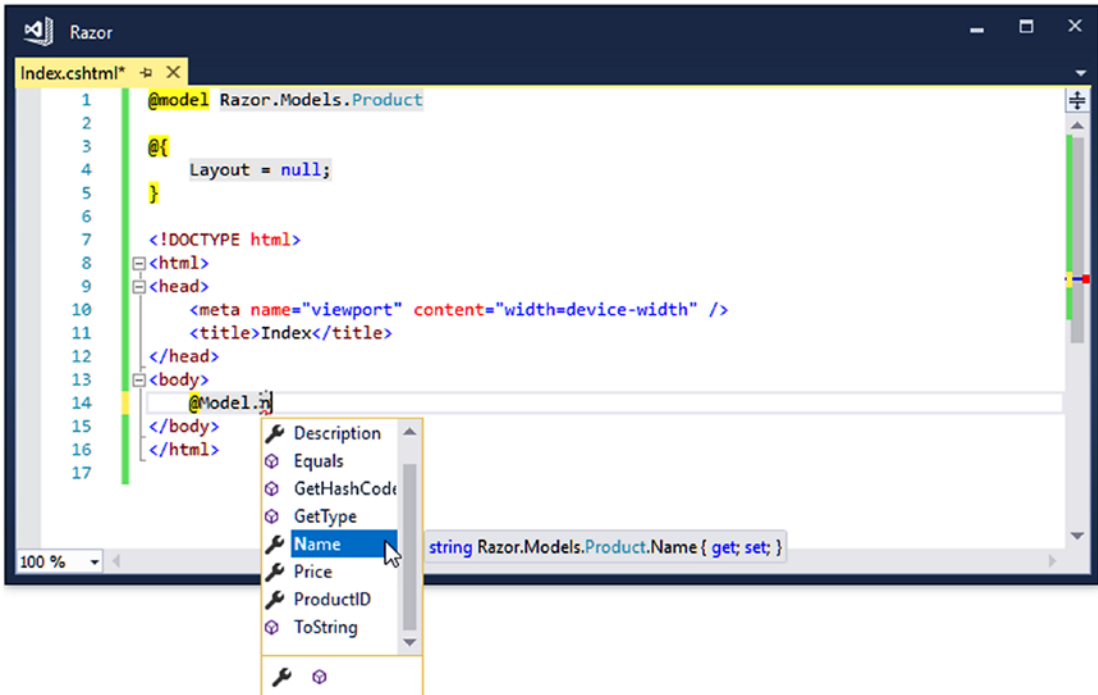 Razor
Index.cshtml*
1 @model Razor.Models.Product
2
3 @{
4 Layout = null;
5 }
6
7 <!DOCTYPE html>
8 <html>
9 <head>
10 <meta name="viewport" content="width=device-width" />
11 <title>Index</title>
12 </head>
13 <body>
14 @Model.n
15 </body>
16 </html>
17
Description
Equals
GetHashCode
GetType
Name
string Razor.Models.Product.Name { get; set; }
Price
ProductID
ToString
100 %